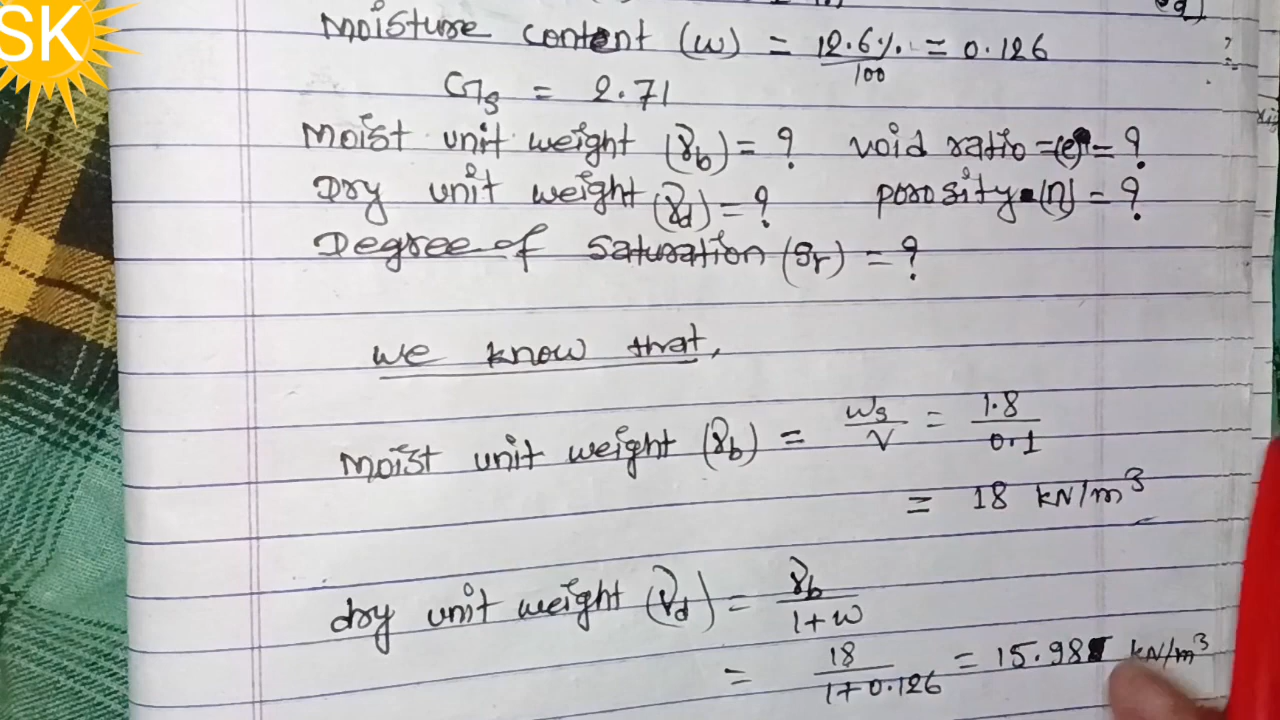 SK
Moisture content (w) = 12.6%/100 = 0.126
Gs = 2.71
Moist unit weight (γb) = ? void ratio = (e) = ?
Dry unit weight (γd) = ? porosity (n) = ?
Degree of saturation (Sr) = ?
We know that,
Moist unit weight (γb) = Ws/V = 1.8/0.1
= 18 kN/m³
dry unit weight (γd) = γb/1+w
= 18/1+0.126 = 15.98 kN/m³